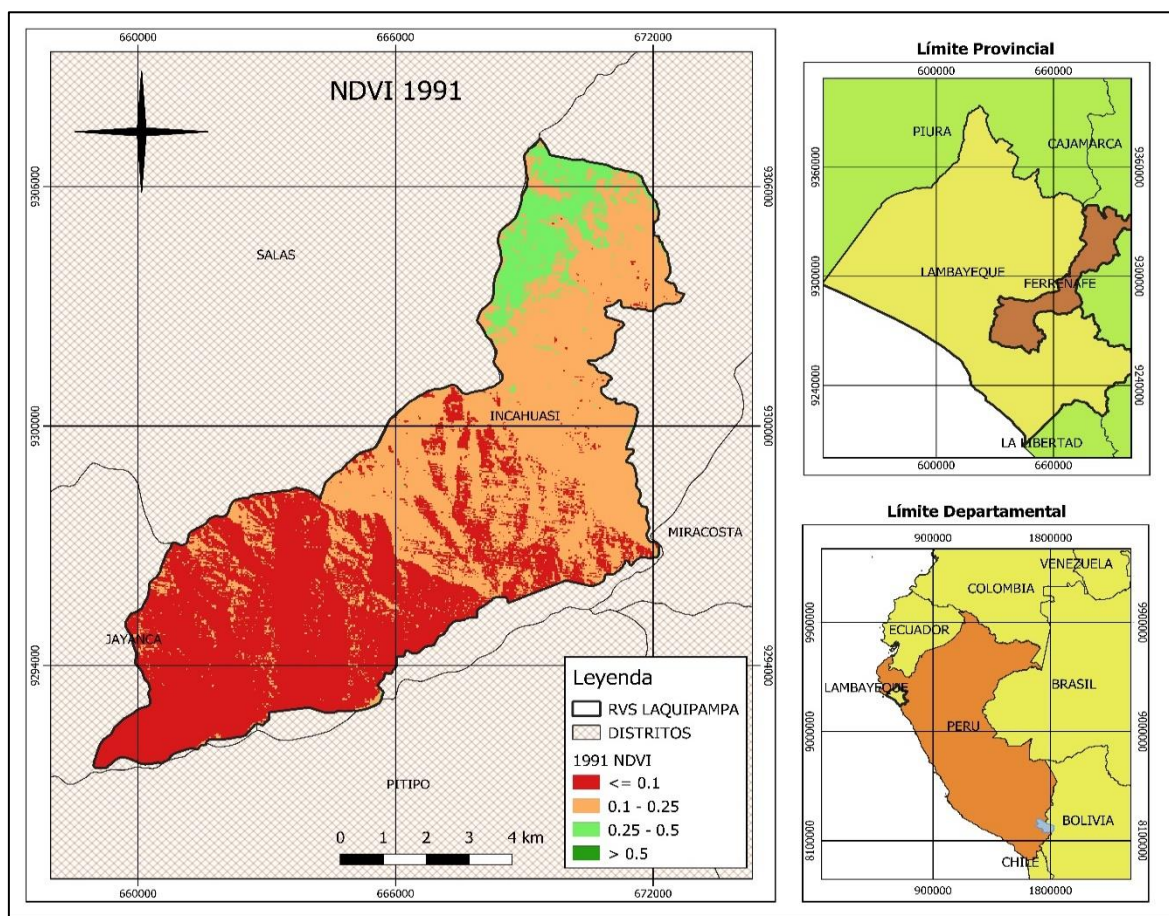 660000
666000
672000
NDVI 1991
9306000
9306000
SALAS
INCAHUASI
9300000
9300000
MIRACOSTA
JAYANCA
9294000
9294000
PITIPO
0 1 2 3 4 km
Leyenda
RVS LAQUIPAMPA
DISTRITOS
1991 NDVI
<= 0.1
0.1 - 0.25
0.25 - 0.5
> 0.5
660000
666000
672000
Límite Provincial
600000
660000
PIURA
CAJAMARCA
9360000
9360000
LAMBAYEQUE
FERREÑAFE
9300000
9300000
9240000
9240000
LA LIBERTAD
600000
660000
Límite Departamental
900000
1800000
VENEZUELA
COLOMBIA
9900000
9900000
ECUADOR
LAMBAYEQUE
BRASIL
PERU
9000000
9000000
BOLIVIA
8100000
8100000
CHILE
900000
1800000